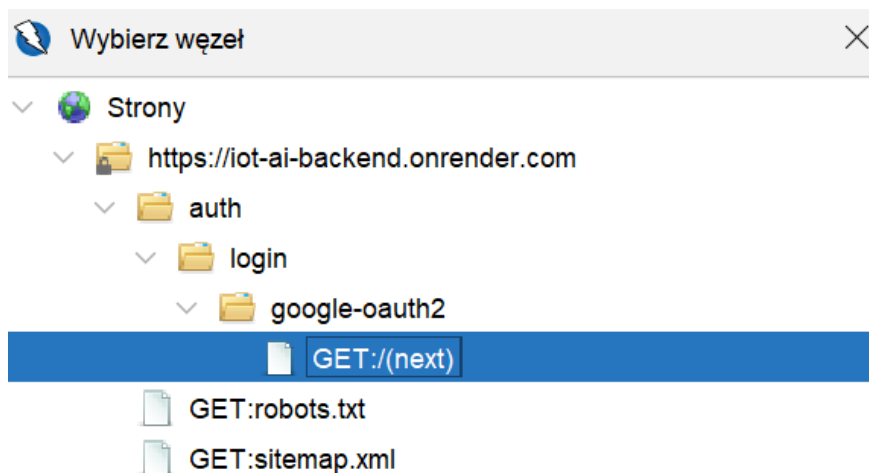 Wybierz węzeł
Strony
https://iot-ai-backend.onrender.com
auth
login
google-oauth2
GET:/(next)
GET:robots.txt
GET:sitemap.xml